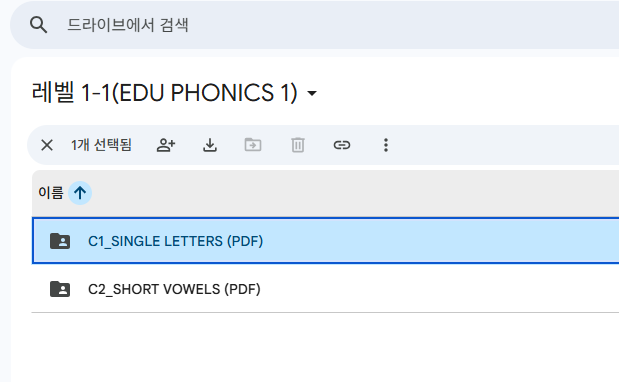 드라이브에서 검색
레벨 1-1(EDU PHONICS 1)
1개 선택됨
이름
C1_SINGLE LETTERS (PDF)
C2_SHORT VOWELS (PDF)